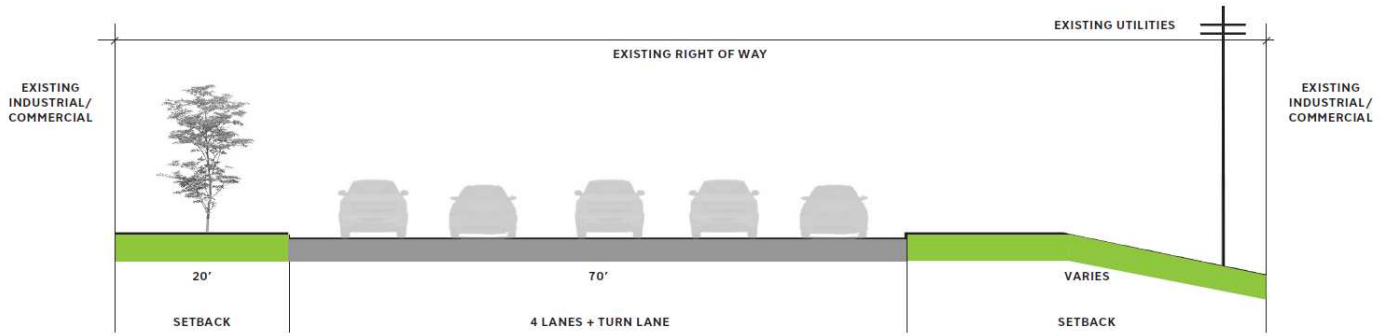 EXISTING UTILITIES
EXISTING RIGHT OF WAY
EXISTING
INDUSTRIAL/
COMMERCIAL
EXISTING
INDUSTRIAL/
COMMERCIAL
20'
70'
VARIES
SETBACK
4 LANES + TURN LANE
SETBACK